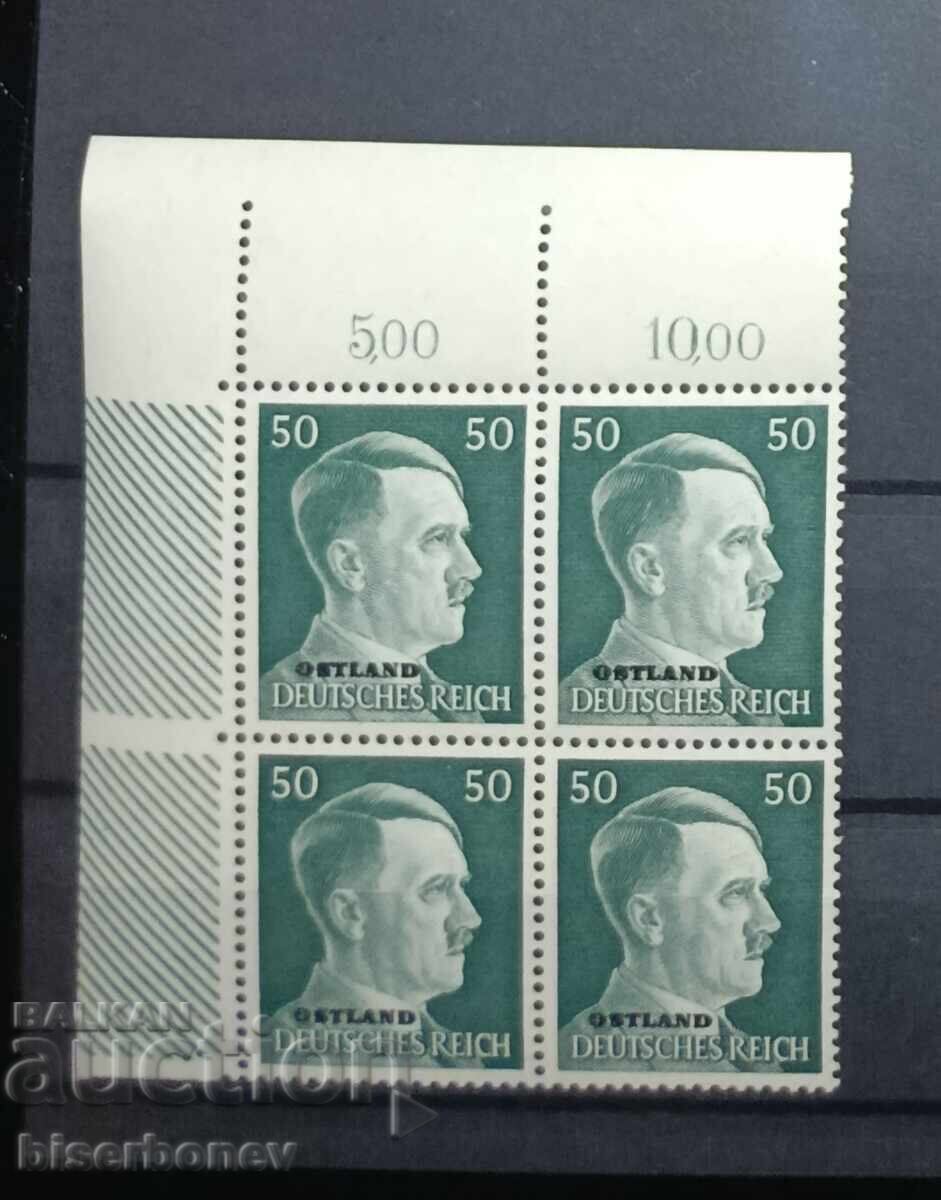 5,00 10,00
50 50 50 50
OSTLAND OSTLAND
DEUTSCHES REICH DEUTSCHES REICH
50 50 50 50
OSTLAND OSTLAND
DEUTSCHES REICH DEUTSCHES REICH
BALKAN
auction
biserbonev